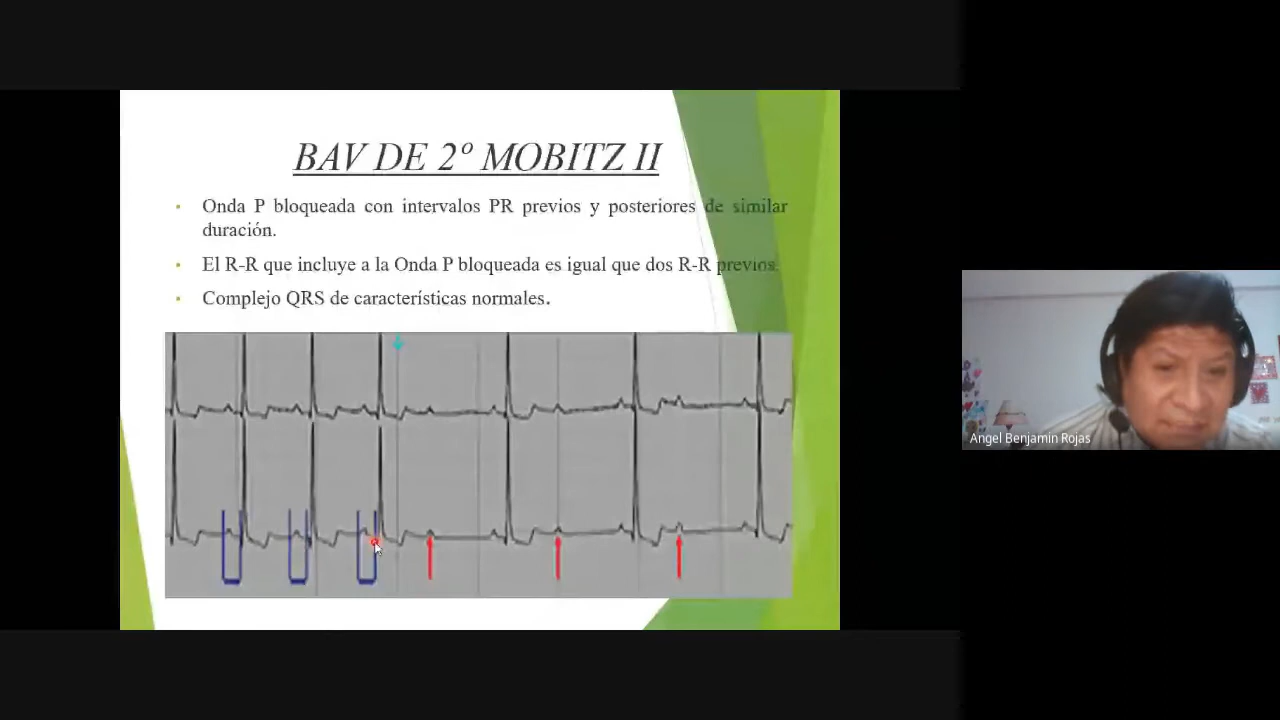 BAV DE 2º MOBITZ II
Onda P bloqueada con intervalos PR previos y posteriores de similar
duración.
El R-R que incluye a la Onda P bloqueada es igual que dos R-R previos.
Complejo QRS de características normales.
Angel Benjamin Rojas